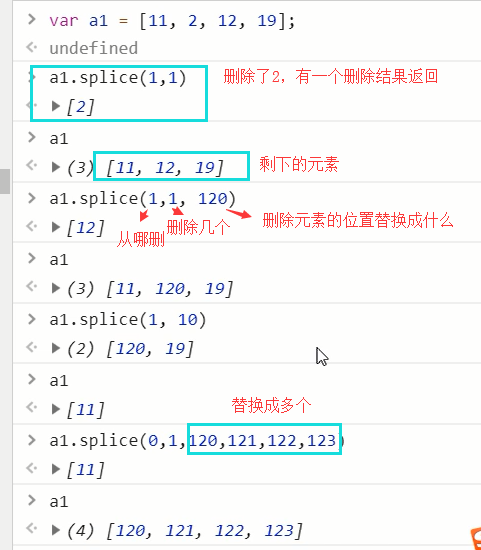 var a1 = [11, 2, 12, 19];
undefined
a1.splice(1,1) 删除了2，有一个删除结果返回
[2]
a1
(3) [11, 12, 19] 剩下的元素
a1.splice(1,1, 120)
[12] 从哪删 删除几个 删除元素的位置替换成什么
a1
(3) [11, 120, 19]
a1.splice(1, 10)
(2) [120, 19]
a1
[11] 替换成多个
a1.splice(0,1,120,121,122,123)
[11]
a1
(4) [120, 121, 122, 123]